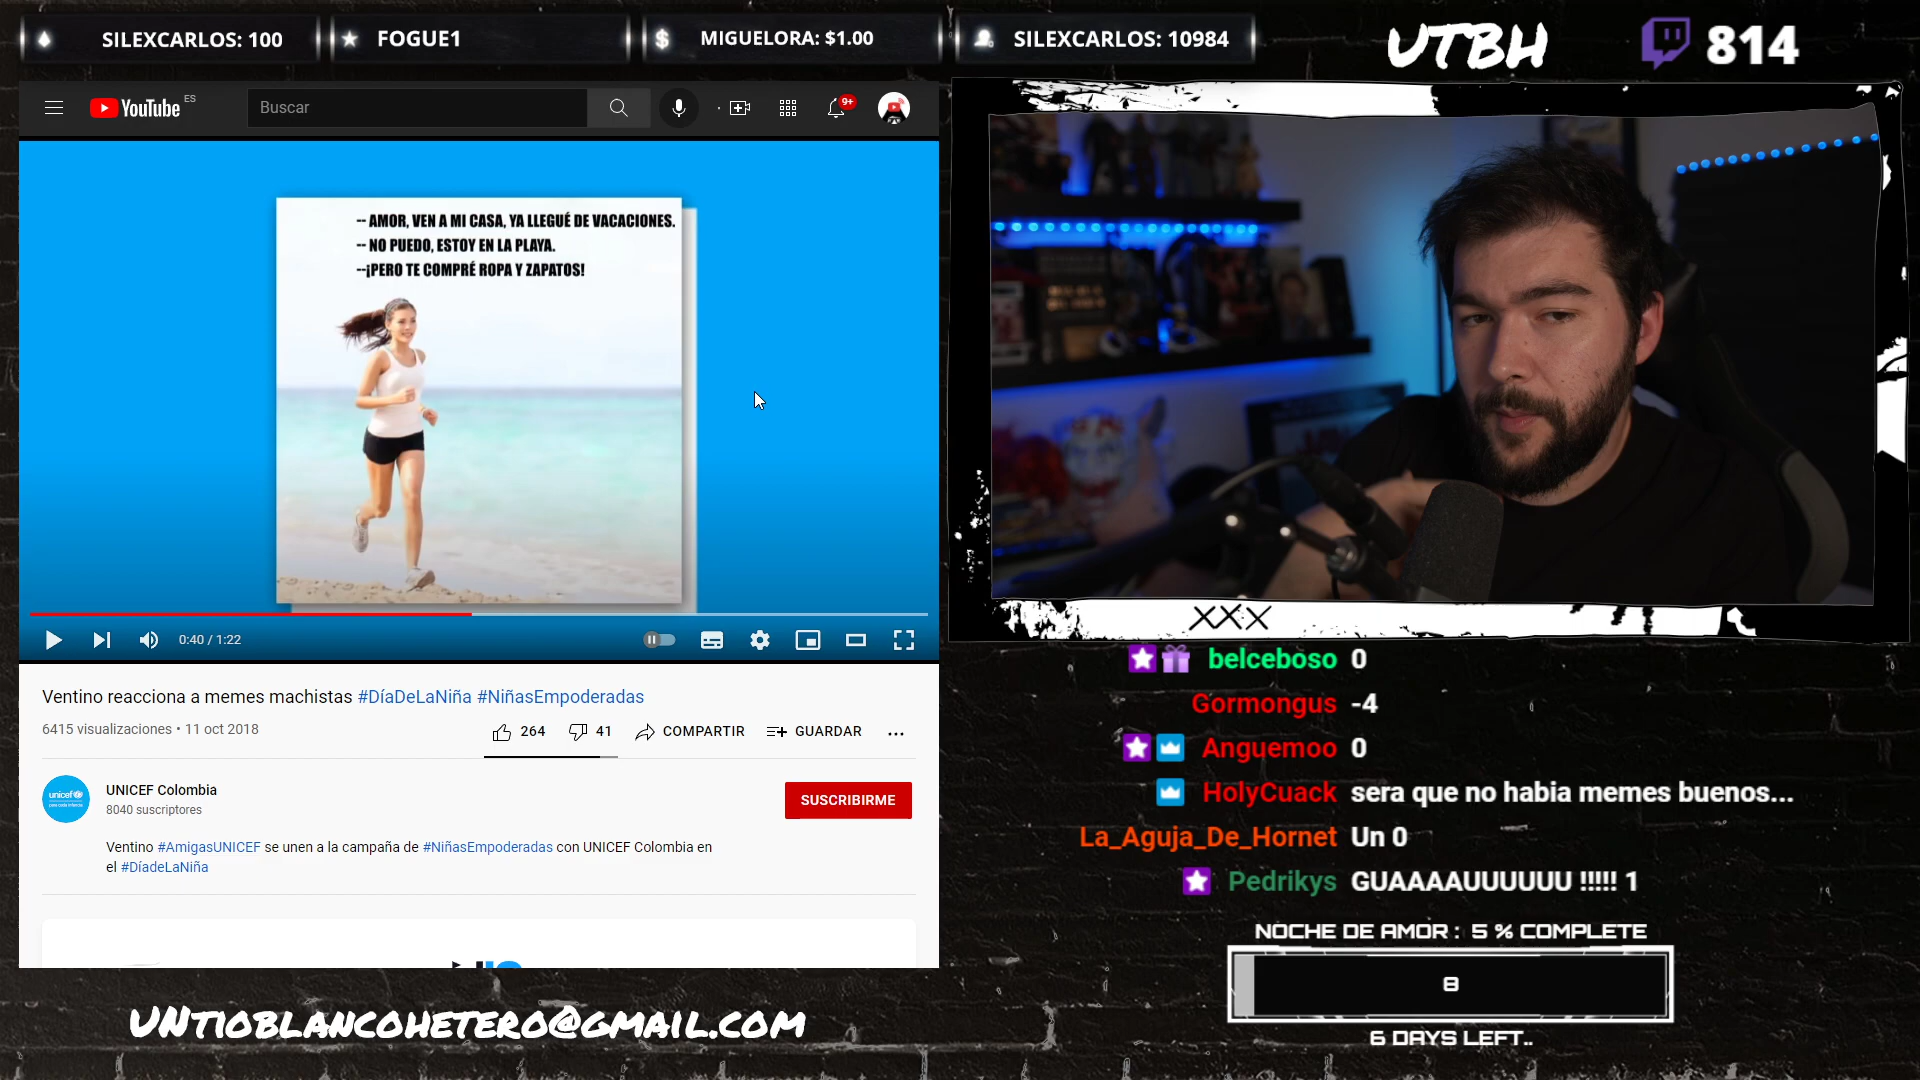 SILEXCARLOS: 100
FOGUE1
MIGUELORA: $1.00
SILEXCARLOS: 10984
UTBH
814
YouTube ES
Buscar
9+
-- AMOR, VEN A MI CASA, YA LLEGUÉ DE VACACIONES.
-- NO PUEDO, ESTOY EN LA PLAYA.
--¡PERO TE COMPRÉ ROPA Y ZAPATOS!
0:40 / 1:22
Ventino reacciona a memes machistas #DíaDeLaNiña #NiñasEmpoderadas
6415 visualizaciones • 11 oct 2018
264
41
COMPARTIR
GUARDAR
unicef
UNICEF Colombia
8040 suscriptores
SUSCRIBIRME
Ventino #AmigasUNICEF se unen a la campaña de #NiñasEmpoderadas con UNICEF Colombia en
el #DíadeLaNiña
XXX
belceboso 0
Gormongus -4
Anguemoo 0
HolyCuack sera que no habia memes buenos...
La_Aguja_De_Hornet Un 0
Pedrikys GUAAAAUUUUUU !!!!! 1
NOCHE DE AMOR : 5 % COMPLETE
8
6 DAYS LEFT..
UNTIOBLANCOHETERO@GMAIL.COM